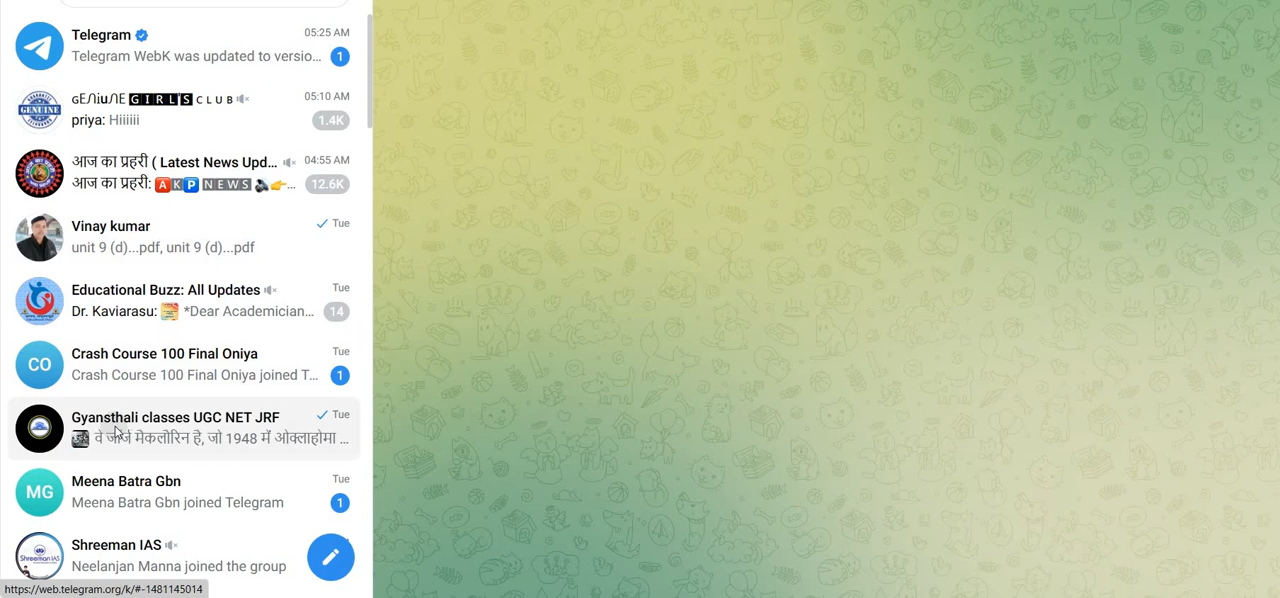 Telegram 05:25 AM
Telegram WebK was updated to versio... 1
ɢEՈiuՈE 🅶🅸🆁🅻'🆂 ᴄ ʟ ᴜ ʙ 05:10 AM
priya: Hiiiiii 1.4K
GENUINE
आज का प्रहरी ( Latest News Upd... 04:55 AM
आज का प्रहरी: 🅰🅺🅿 🅽🅴🆆🆂 🔊👉... 12.6K
Vinay kumar Tue
unit 9 (d)...pdf, unit 9 (d)...pdf
Educational Buzz: All Updates Tue
Dr. Kaviarasu: *Dear Academician... 14
CO
Crash Course 100 Final Oniya Tue
Crash Course 100 Final Oniya joined T... 1
Gyansthali classes UGC NET JRF Tue
वे जॉर्ज मैकलॉरिन है, जो 1948 में ओक्लाहोमा ...
MG
Meena Batra Gbn Tue
Meena Batra Gbn joined Telegram 1
Shreeman IAS
Shreeman IAS
Neelanjan Manna joined the group
https://web.telegram.org/k/#-1481145014